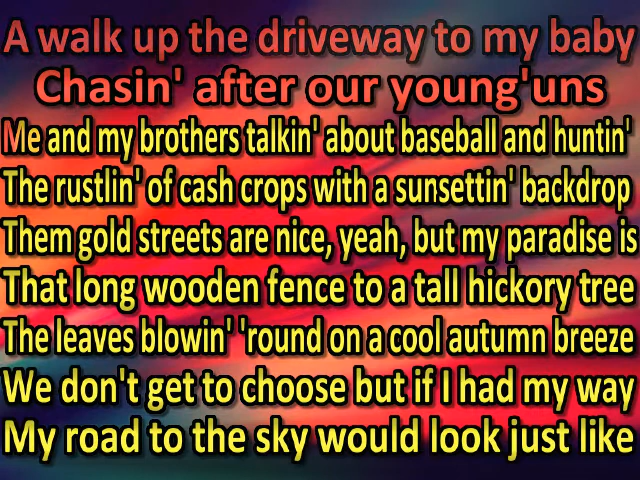 A walk up the driveway to my baby
Chasin' after our young'uns
Me and my brothers talkin' about baseball and huntin'
The rustlin' of cash crops with a sunsettin' backdrop
Them gold streets are nice, yeah, but my paradise is
That long wooden fence to a tall hickory tree
The leaves blowin' 'round on a cool autumn breeze
We don't get to choose but if I had my way
My road to the sky would look just like